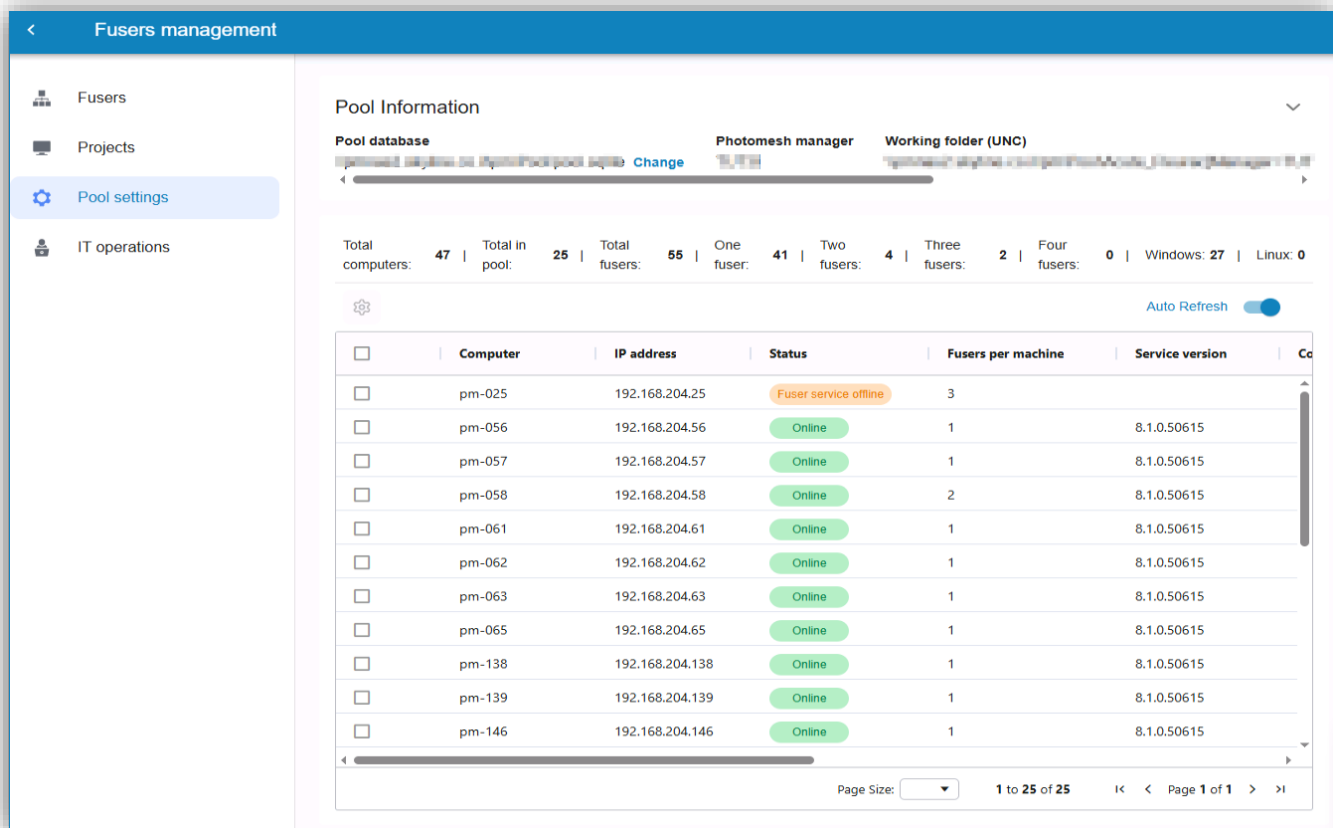 Fusers management
Fusers
Projects
Pool settings
IT operations
Pool Information
Pool database Photomesh manager Working folder (UNC)
Change
Total computers: 47 | Total in pool: 25 | Total fusers: 55 | One fuser: 41 | Two fusers: 4 | Three fusers: 2 | Four fusers: 0 | Windows: 27 | Linux: 0
Auto Refresh
Computer IP address Status Fusers per machine Service version Co
pm-025 192.168.204.25 Fuser service offline 3
pm-056 192.168.204.56 Online 1 8.1.0.50615
pm-057 192.168.204.57 Online 1 8.1.0.50615
pm-058 192.168.204.58 Online 2 8.1.0.50615
pm-061 192.168.204.61 Online 1 8.1.0.50615
pm-062 192.168.204.62 Online 1 8.1.0.50615
pm-063 192.168.204.63 Online 1 8.1.0.50615
pm-065 192.168.204.65 Online 1 8.1.0.50615
pm-138 192.168.204.138 Online 1 8.1.0.50615
pm-139 192.168.204.139 Online 1 8.1.0.50615
pm-146 192.168.204.146 Online 1 8.1.0.50615
Page Size: 1 to 25 of 25 Page 1 of 1